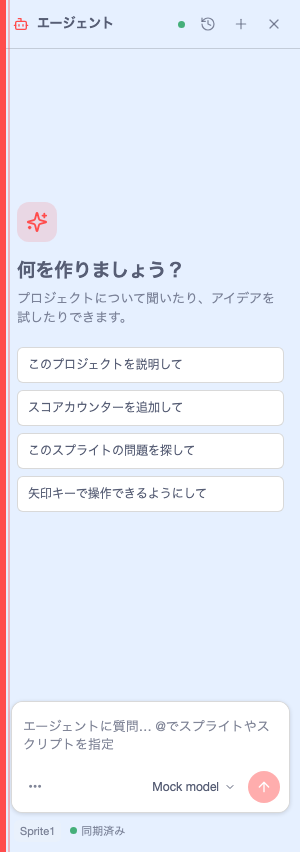 エージェント
何を作りましょう？
プロジェクトについて聞いたり、アイデアを
試したりできます。
このプロジェクトを説明して
スコアカウンターを追加して
このスプライトの問題を探して
矢印キーで操作できるようにして
エージェントに質問... @でスプライトやス
クリプトを指定
Mock model
Sprite1 同期済み